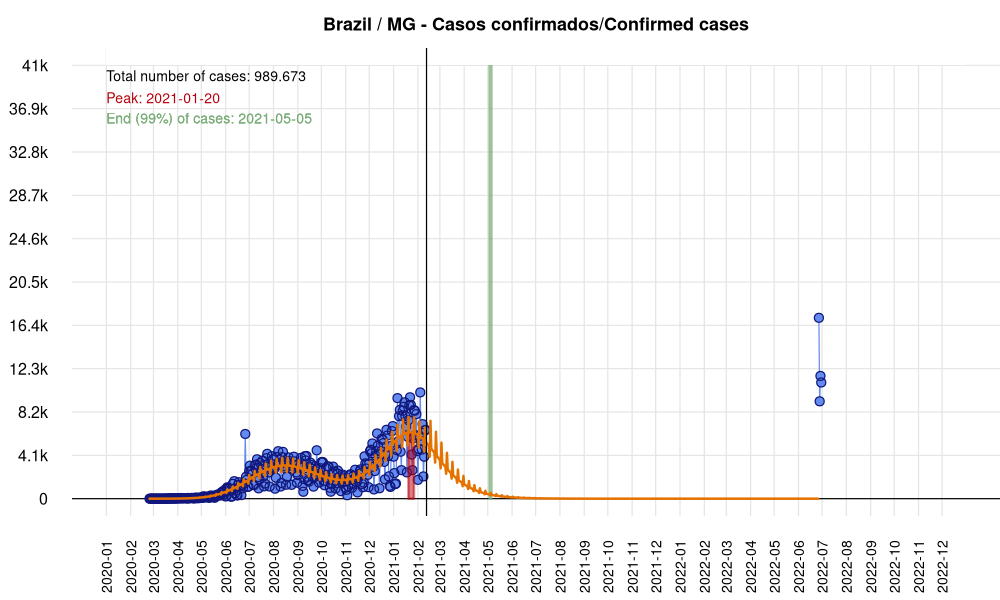 Brazil / MG - Casos confirmados/Confirmed cases
41k
Total number of cases: 989.673
Peak: 2021-01-20
End (99%) of cases: 2021-05-05
36.9k
32.8k
28.7k
24.6k
20.5k
16.4k
12.3k
8.2k
4.1k
0
2020-01
2020-02
2020-03
2020-04
2020-05
2020-06
2020-07
2020-08
2020-09
2020-10
2020-11
2020-12
2021-01
2021-02
2021-03
2021-04
2021-05
2021-06
2021-07
2021-08
2021-09
2021-10
2021-11
2021-12
2022-01
2022-02
2022-03
2022-04
2022-05
2022-06
2022-07
2022-08
2022-09
2022-10
2022-11
2022-12